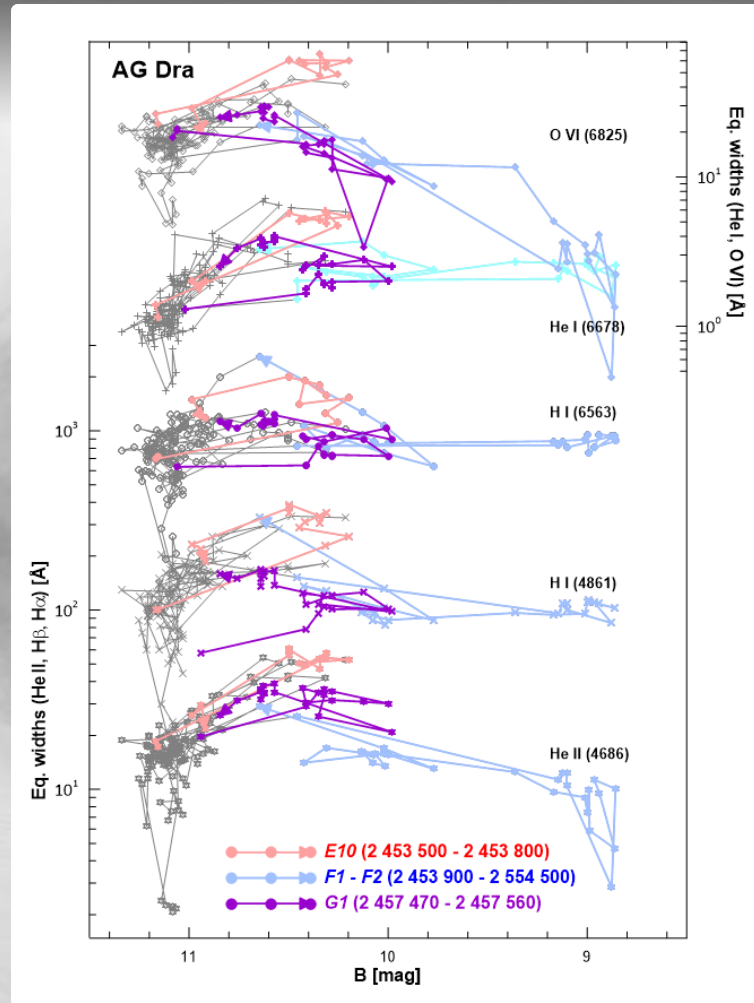 AG Dra
O VI (6825)
10¹
10⁰
Eq. widths (He I, O VI) [Å]
He I (6678)
H I (6563)
10³
H I (4861)
10²
Eq. widths (He II, Hβ, Hα) [Å]
He II (4686)
10¹
E10 (2 453 500 - 2 453 800)
F1 - F2 (2 453 900 - 2 554 500)
G1 (2 457 470 - 2 457 560)
11 10 9
B [mag]